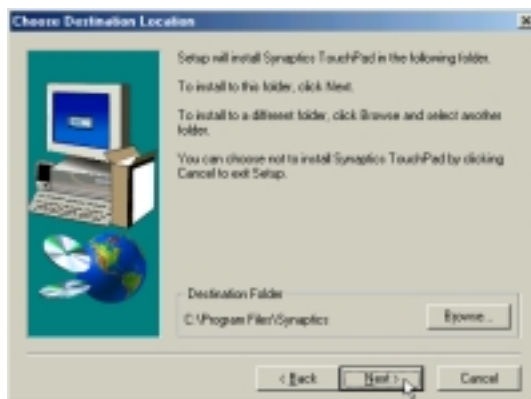 Choose Destination Location
Setup will install Synaptics TouchPad in the following folder.
To install to this folder, click Next.
To install to a different folder, click Browse and select another
folder.
You can choose not to install Synaptics TouchPad by clicking
Cancel to exit Setup.
Destination Folder
C:\Program Files\Synaptics
Browse...
< Back
Next >
Cancel